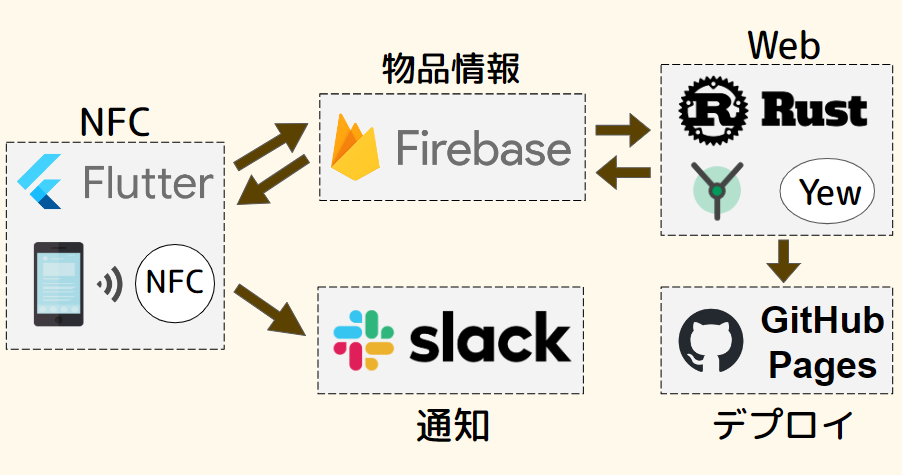 NFC
Flutter
NFC
物品情報
Firebase
slack
通知
Web
Rust
Yew
GitHub
Pages
デプロイ